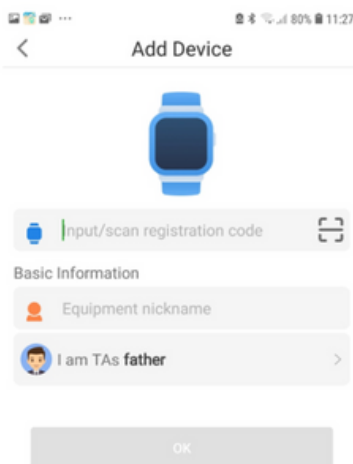 80% 11:27
Add Device
Input/scan registration code
Basic Information
Equipment nickname
I am TAs father
OK